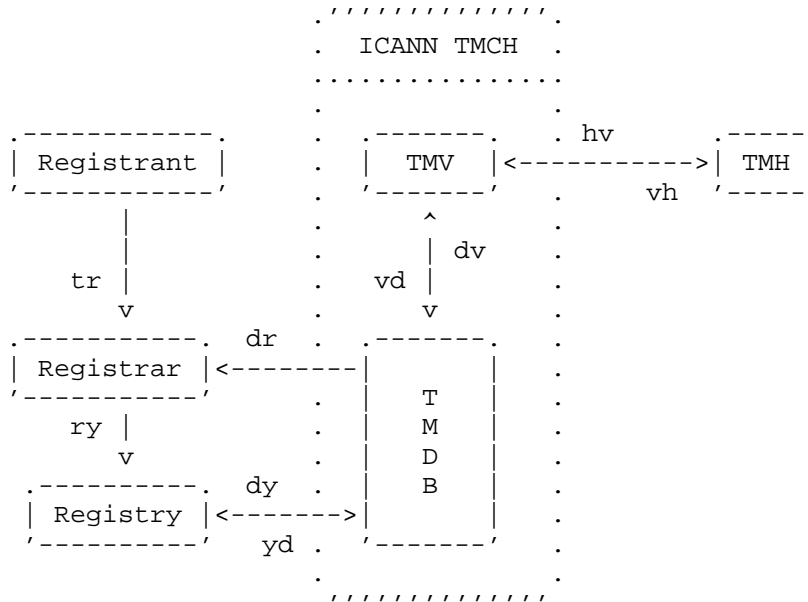 ICANN TMCH
hv
Registrant TMV TMH
vh
dv
tr vd
dr
Registrar
T
ry M
D
dy B
Registry
yd